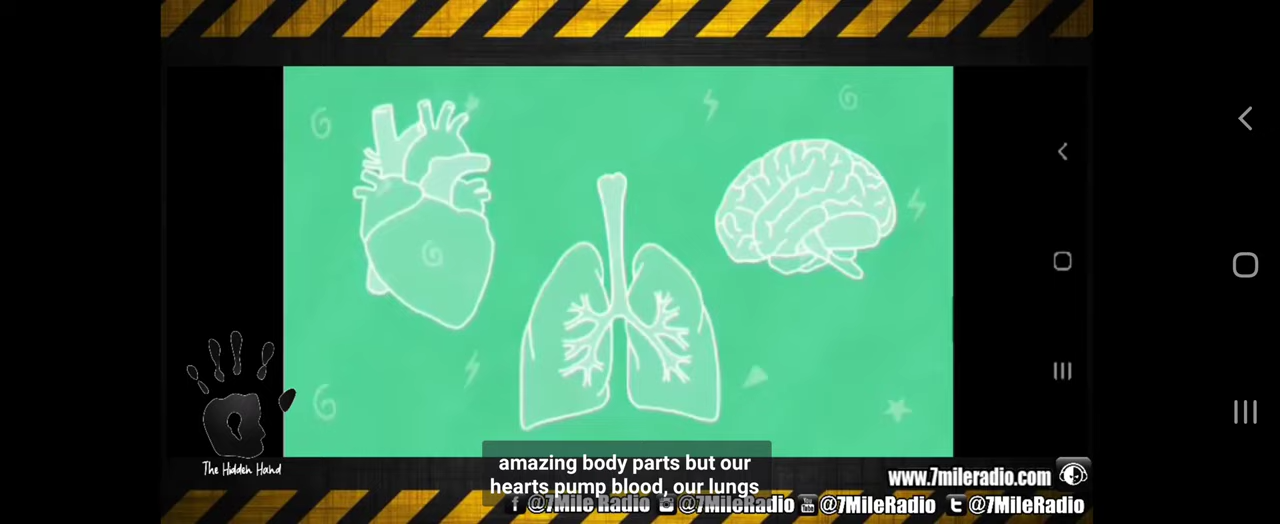 amazing body parts but our
hearts pump blood, our lungs
The Hidden Hand
www.7mileradio.com
@7Mile Radio @7MileRadio @7MileRadio @7MileRadio